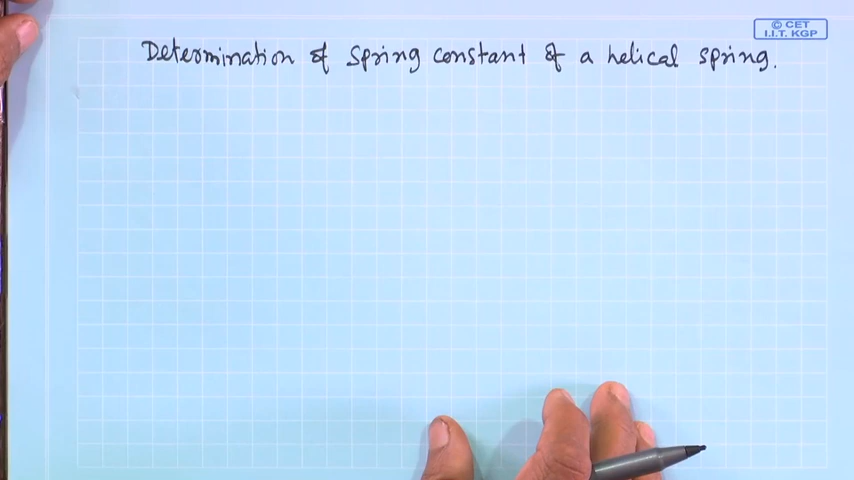 © CET
I.I.T. KGP
Determination of spring constant of a helical spring.